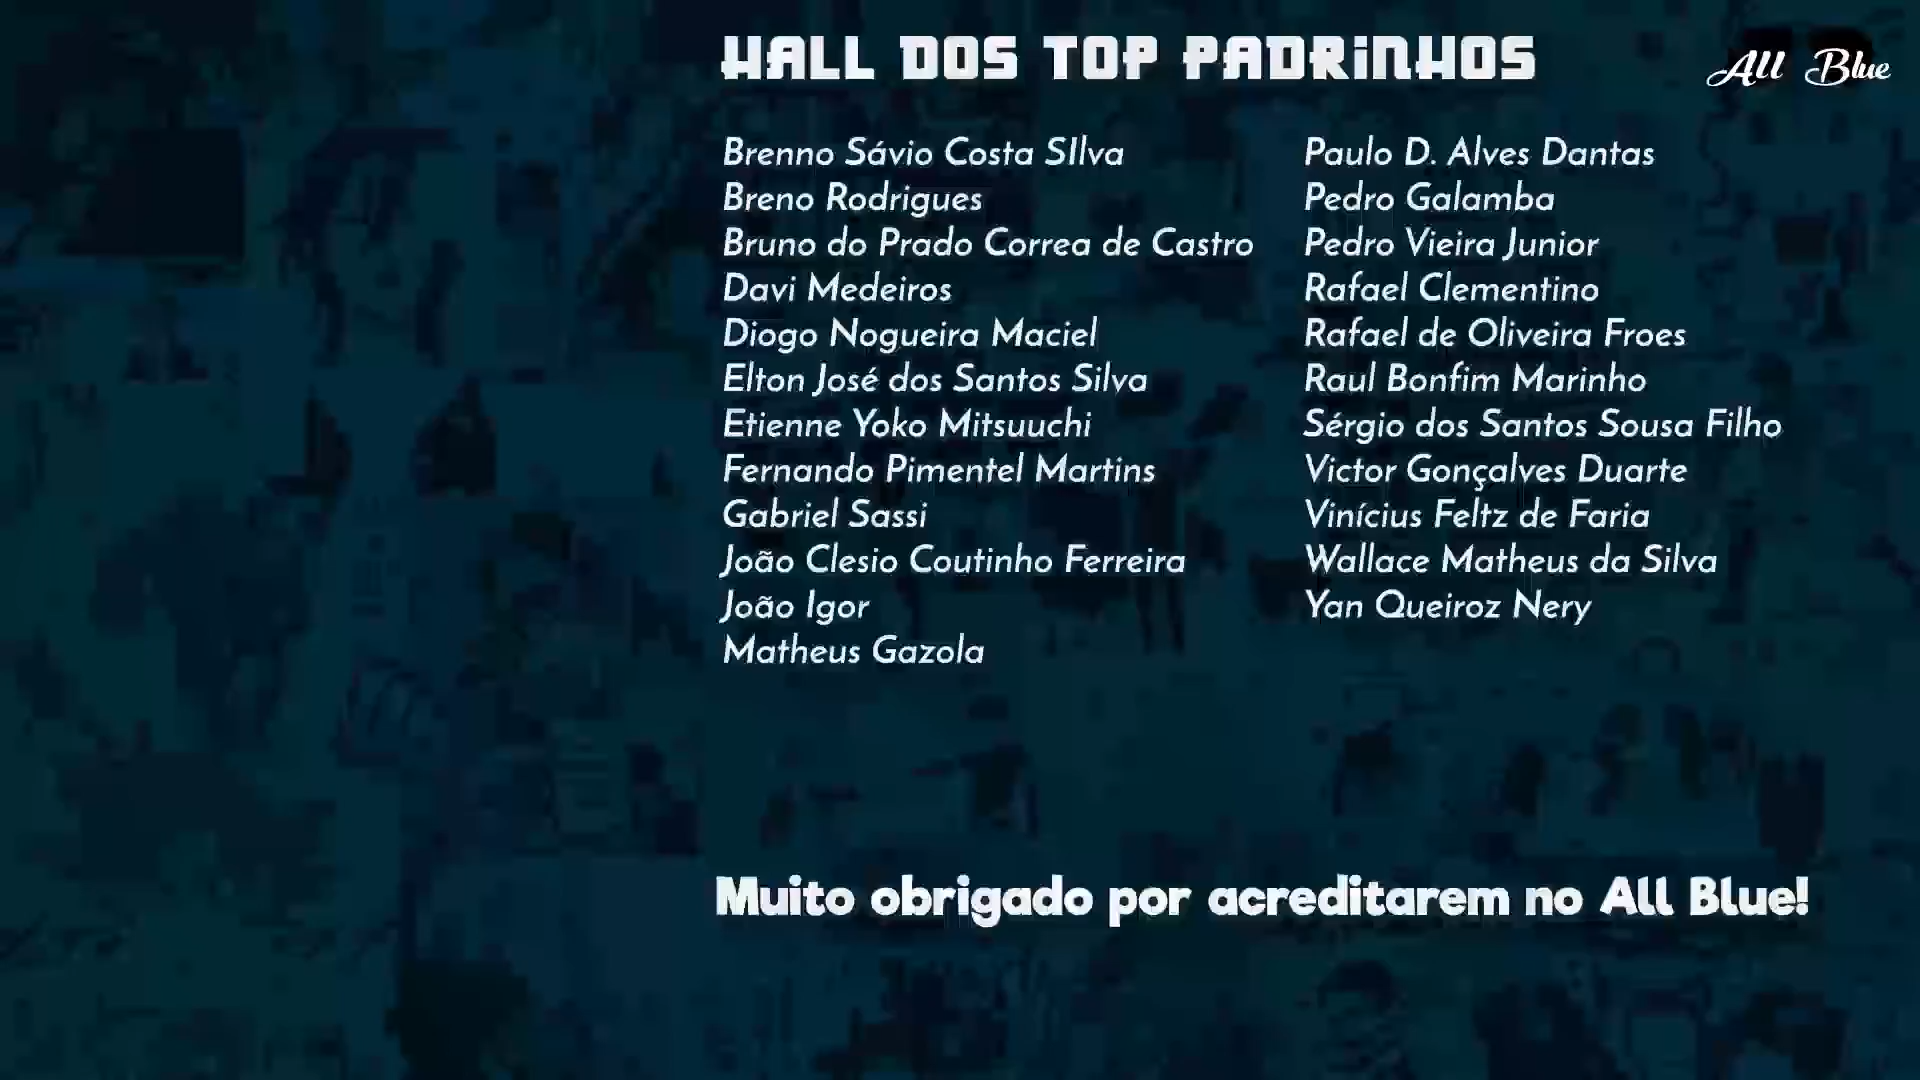 HALL DOS TOP PADRiNHOS
All Blue
Brenno Sávio Costa SIlva
Breno Rodrigues
Bruno do Prado Correa de Castro
Davi Medeiros
Diogo Nogueira Maciel
Elton José dos Santos Silva
Etienne Yoko Mitsuuchi
Fernando Pimentel Martins
Gabriel Sassi
João Clesio Coutinho Ferreira
João Igor
Matheus Gazola
Paulo D. Alves Dantas
Pedro Galamba
Pedro Vieira Junior
Rafael Clementino
Rafael de Oliveira Froes
Raul Bonfim Marinho
Sérgio dos Santos Sousa Filho
Victor Gonçalves Duarte
Vinícius Feltz de Faria
Wallace Matheus da Silva
Yan Queiroz Nery
Muito obrigado por acreditarem no All Blue!